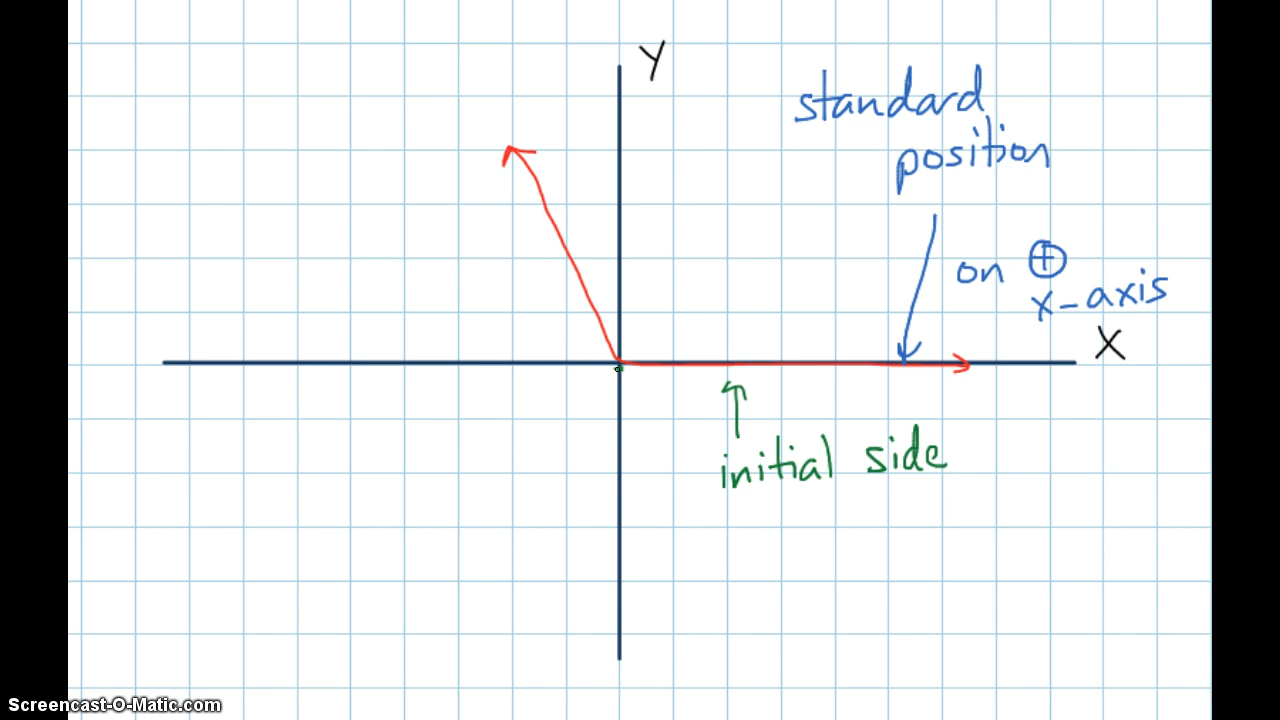 Y
standard
position
on ⊕
x-axis
X
initial side
Screencast-O-Matic.com